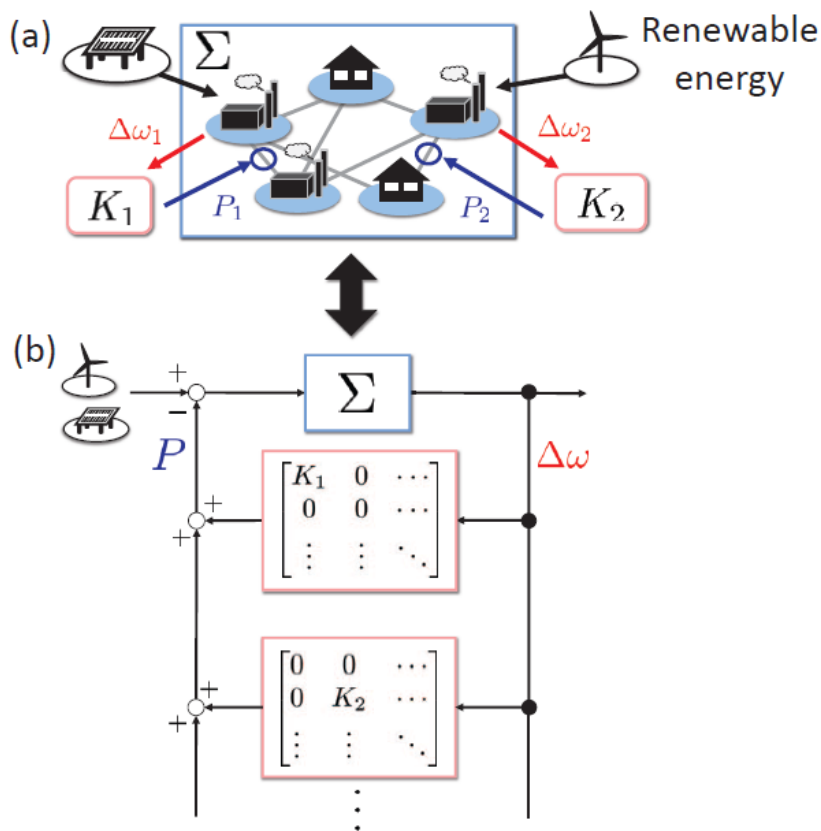 (a)
Σ
Renewable
energy
Δω₁
Δω₂
K₁
P₁
P₂
K₂
(b)
+
Σ
−
P
Δω
K₁ 0 ⋯
0 0 ⋯
⋮ ⋮ ⋱
+
+
0 0 ⋯
0 K₂ ⋯
⋮ ⋮ ⋱
+
+
⋮